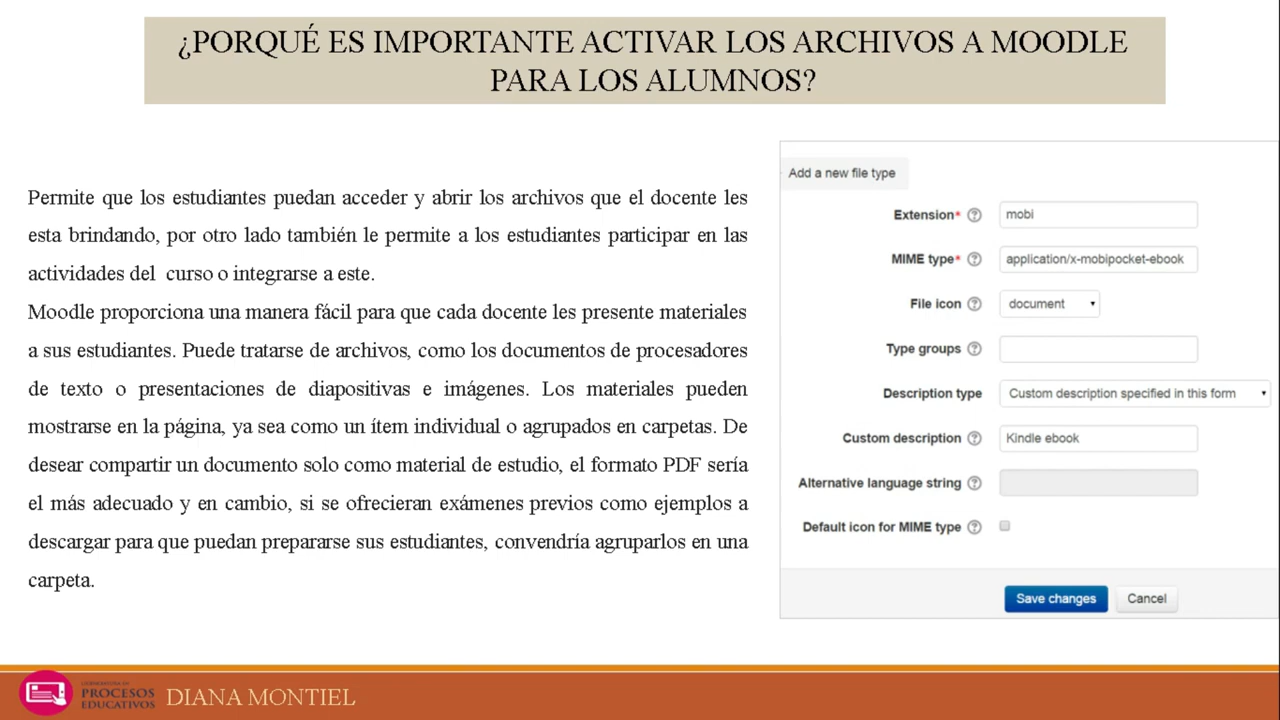 ¿PORQUÉ ES IMPORTANTE ACTIVAR LOS ARCHIVOS A MOODLE
PARA LOS ALUMNOS?
Permite que los estudiantes puedan acceder y abrir los archivos que el docente les
esta brindando, por otro lado también le permite a los estudiantes participar en las
actividades del curso o integrarse a este.
Moodle proporciona una manera fácil para que cada docente les presente materiales
a sus estudiantes. Puede tratarse de archivos, como los documentos de procesadores
de texto o presentaciones de diapositivas e imágenes. Los materiales pueden
mostrarse en la página, ya sea como un ítem individual o agrupados en carpetas. De
desear compartir un documento solo como material de estudio, el formato PDF sería
el más adecuado y en cambio, si se ofrecieran exámenes previos como ejemplos a
descargar para que puedan prepararse sus estudiantes, convendría agruparlos en una
carpeta.
Add a new file type
Extension* mobi
MIME type* application/x-mobipocket-ebook
File icon document
Type groups
Description type Custom description specified in this form
Custom description Kindle ebook
Alternative language string
Default icon for MIME type
Save changes Cancel
PROCESOS
EDUCATIVOS
DIANA MONTIEL